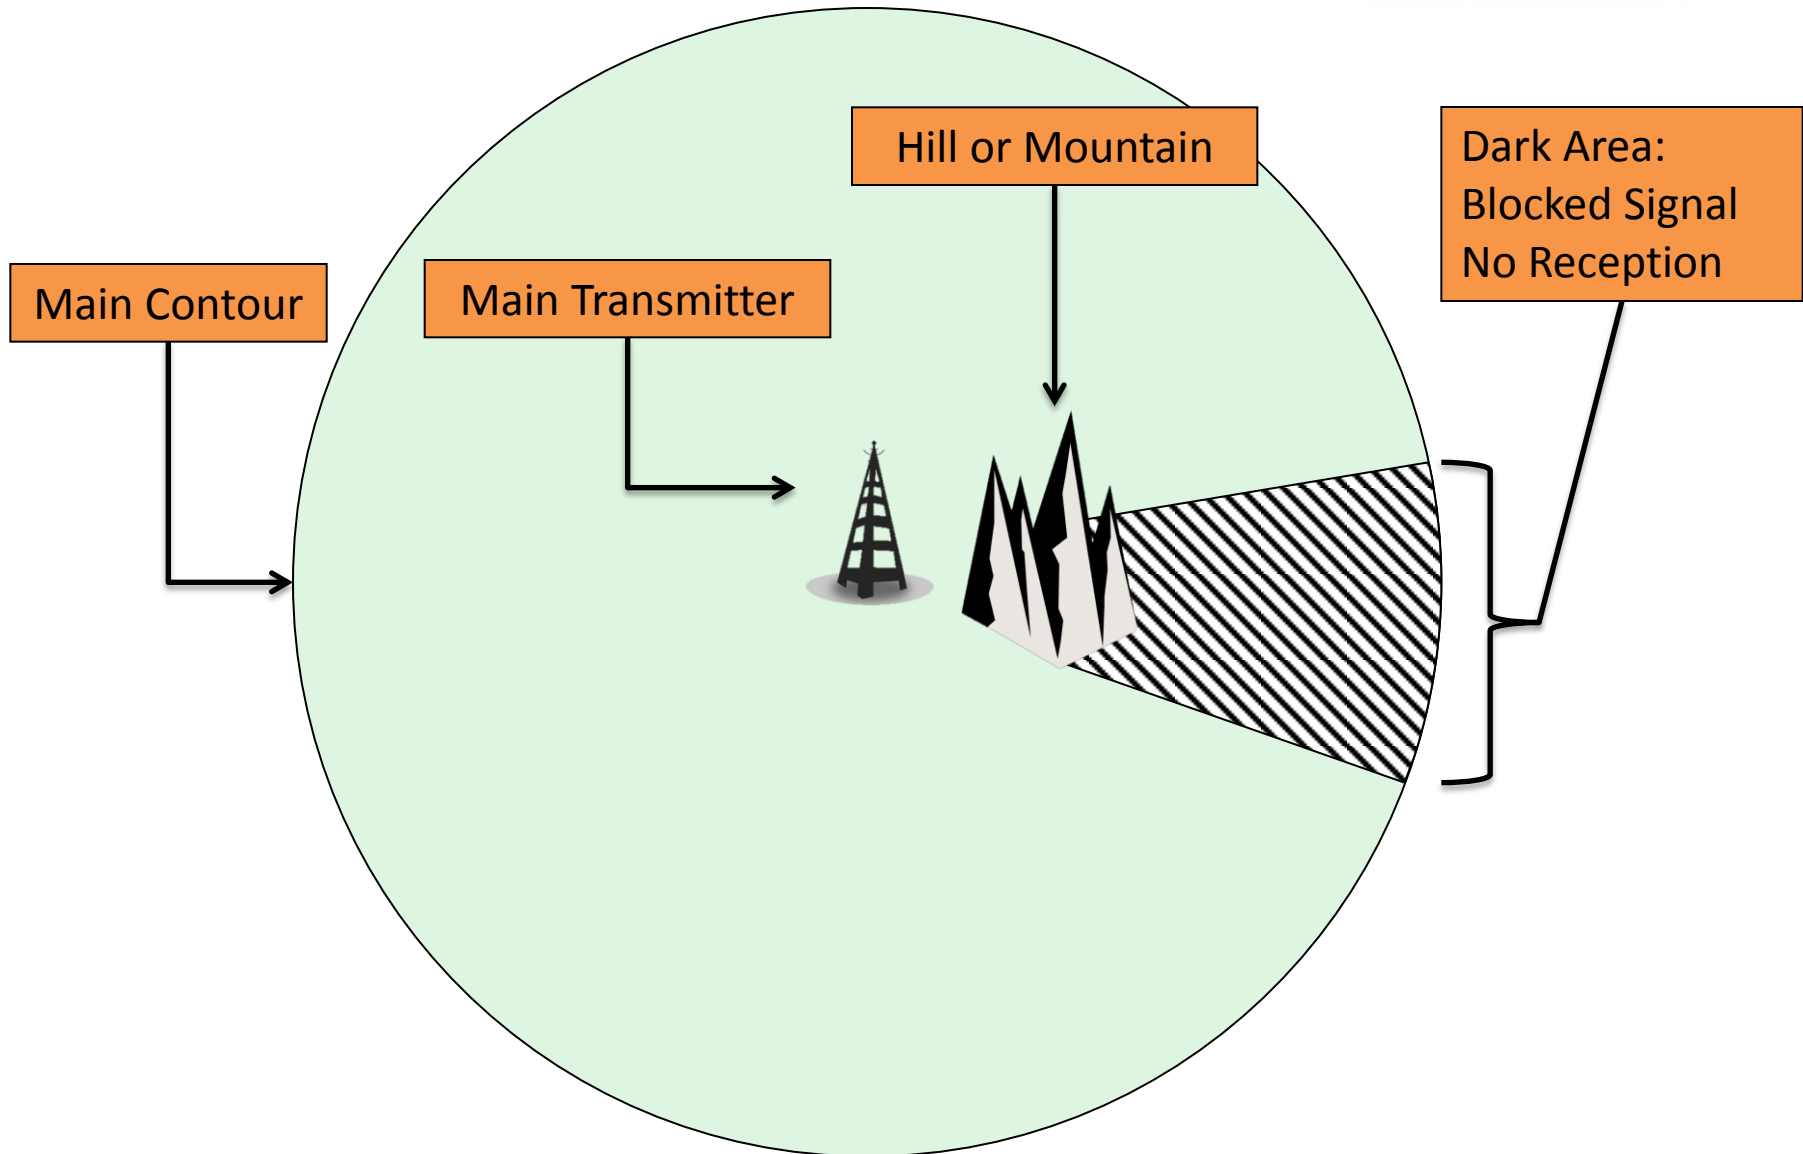 Hill or Mountain
Dark Area:
Blocked Signal
No Reception
Main Contour
Main Transmitter